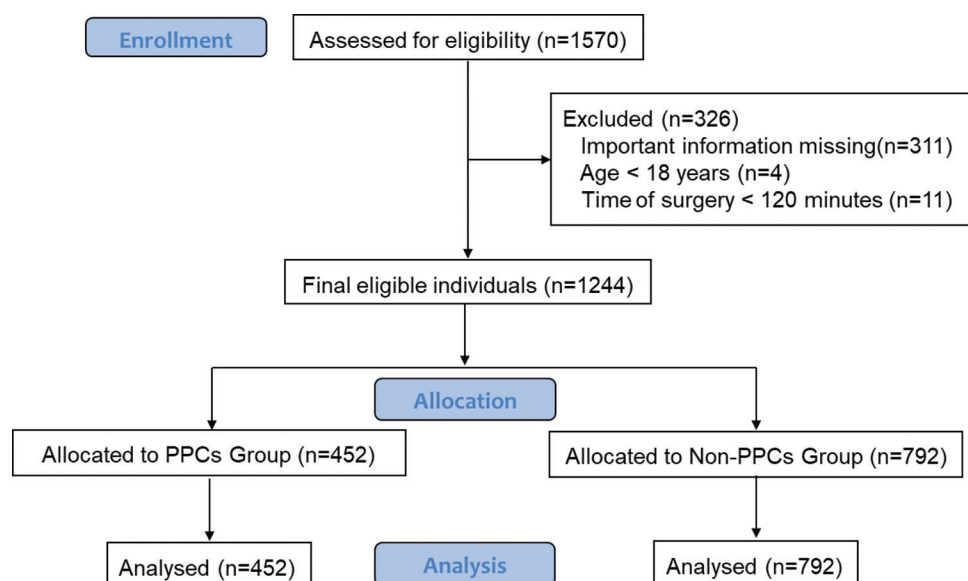 Enrollment
Assessed for eligibility (n=1570)
Excluded (n=326)
Important information missing(n=311)
Age < 18 years (n=4)
Time of surgery < 120 minutes (n=11)
Final eligible individuals (n=1244)
Allocation
Allocated to PPCs Group (n=452)
Allocated to Non-PPCs Group (n=792)
Analysed (n=452)
Analysis
Analysed (n=792)